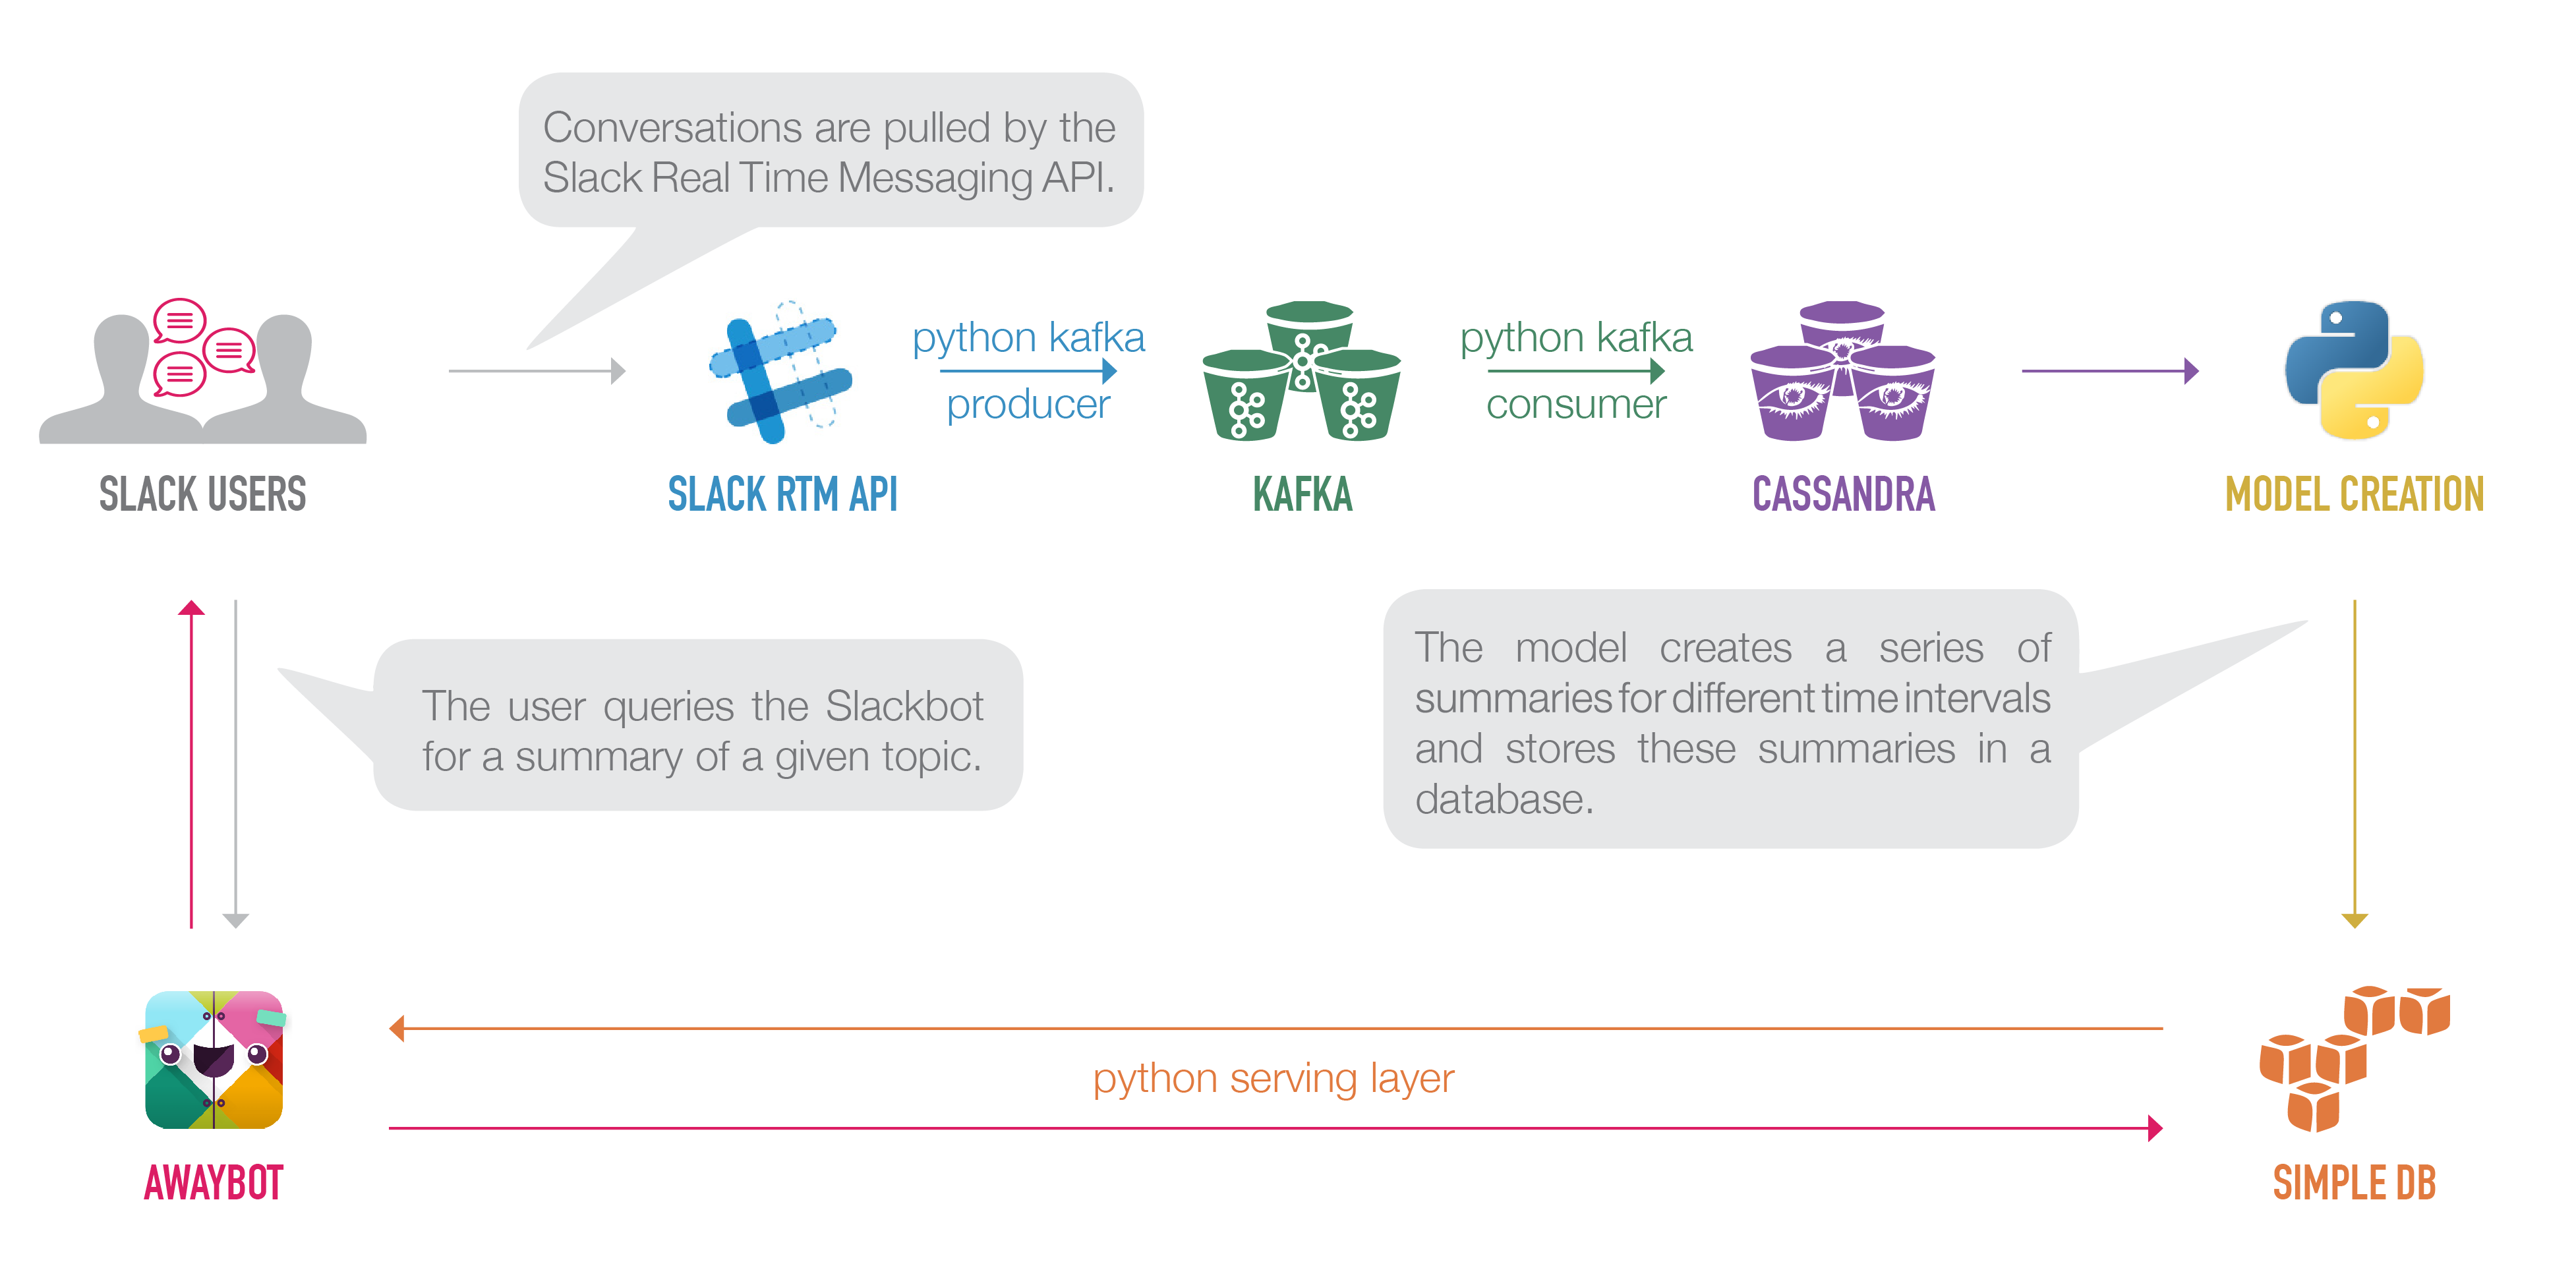 Conversations are pulled by the
Slack Real Time Messaging API.
python kafka
producer
python kafka
consumer
SLACK USERS
SLACK RTM API
KAFKA
CASSANDRA
MODEL CREATION
The user queries the Slackbot
for a summary of a given topic.
The model creates a series of
summaries for different time intervals
and stores these summaries in a
database.
python serving layer
AWAYBOT
SIMPLE DB